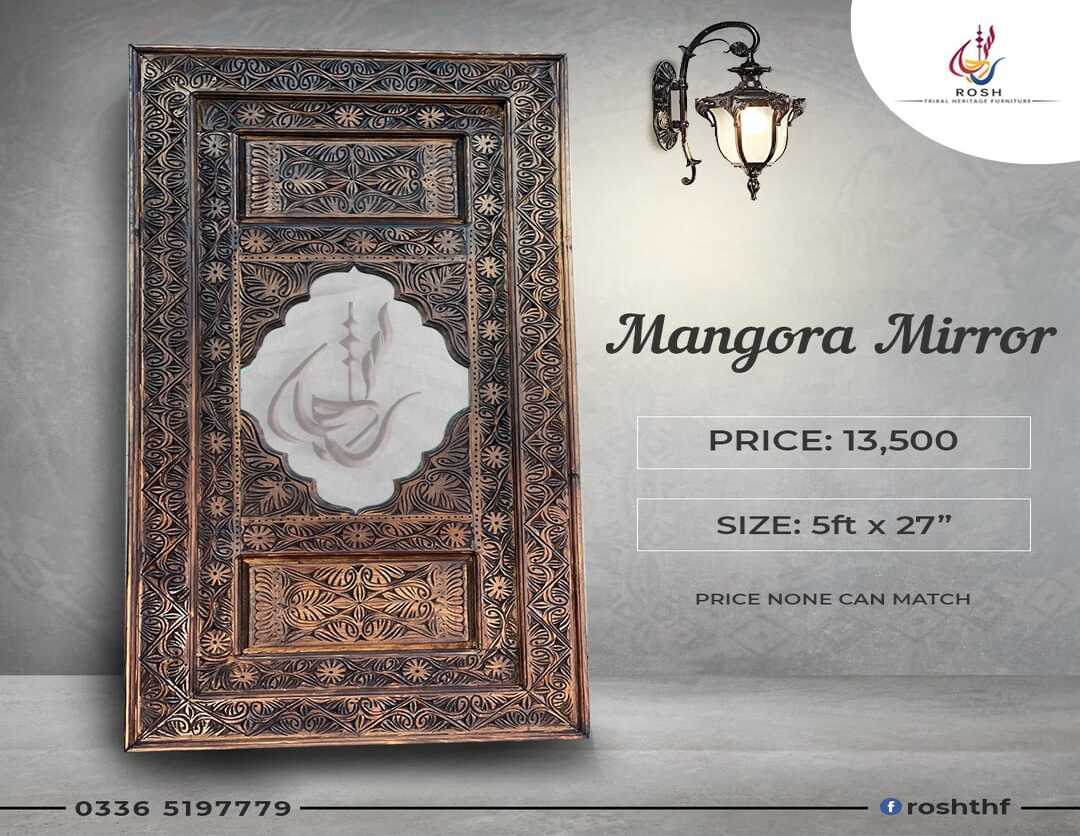 ROSH
TRIBAL HERITAGE FURNITURE
Mangora Mirror
PRICE: 13,500
SIZE: 5ft x 27”
PRICE NONE CAN MATCH
0336 5197779
f roshthf